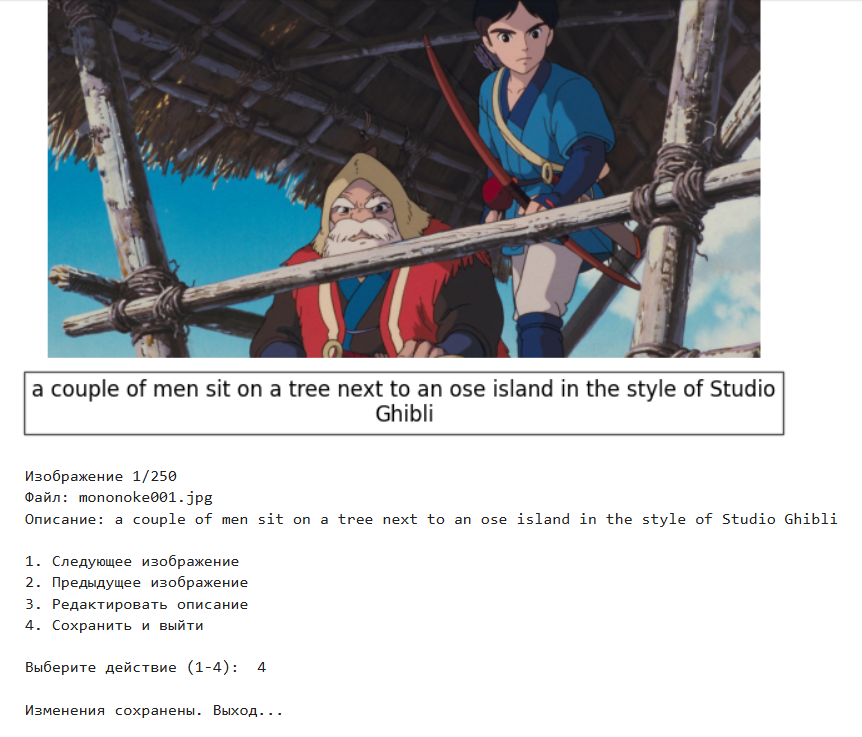 a couple of men sit on a tree next to an ose island in the style of Studio
Ghibli
Изображение 1/250
Файл: mononoke001.jpg
Описание: a couple of men sit on a tree next to an ose island in the style of Studio Ghibli
1. Следующее изображение
2. Предыдущее изображение
3. Редактировать описание
4. Сохранить и выйти
Выберите действие (1-4): 4
Изменения сохранены. Выход...